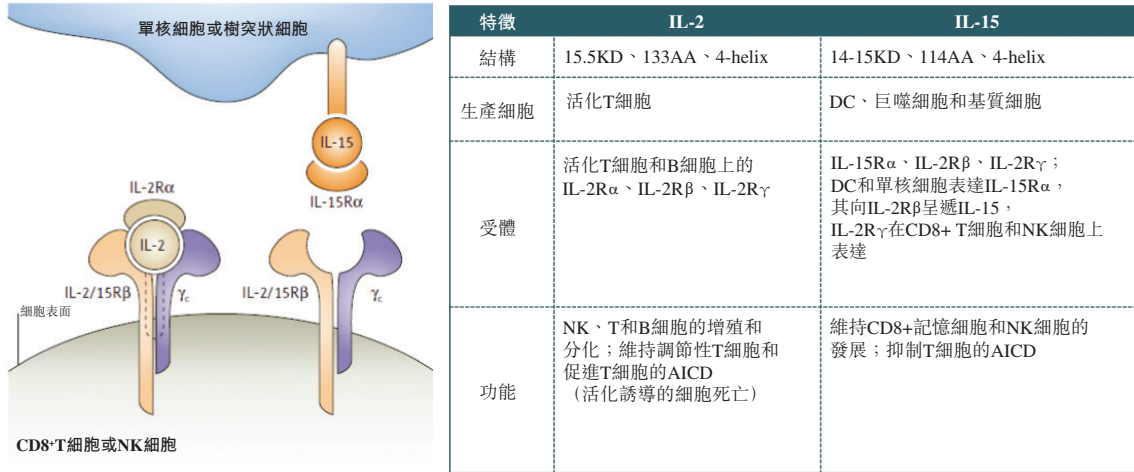 單核細胞或樹突狀細胞
IL-15
IL-2Rα
IL-15Rα
IL-2
IL-2/15Rβ
γc
IL-2/15Rβ
γc
細胞表面
CD8+T細胞或NK細胞
特徵 IL-2 IL-15
結構 15.5KD、133AA、4-helix 14-15KD、114AA、4-helix
生產細胞 活化T細胞 DC、巨噬細胞和基質細胞
受體
活化T細胞和B細胞上的
IL-2Rα、IL-2Rβ、IL-2Rγ
IL-15Rα、IL-2Rβ、IL-2Rγ；
DC和單核細胞表達IL-15Rα，
其向IL-2Rβ呈遞IL-15，
IL-2Rγ在CD8+ T細胞和NK細胞上
表達
功能
NK、T和B細胞的增殖和
分化；維持調節性T細胞和
促進T細胞的AICD
（活化誘導的細胞死亡）
維持CD8+記憶細胞和NK細胞的
發展；抑制T細胞的AICD